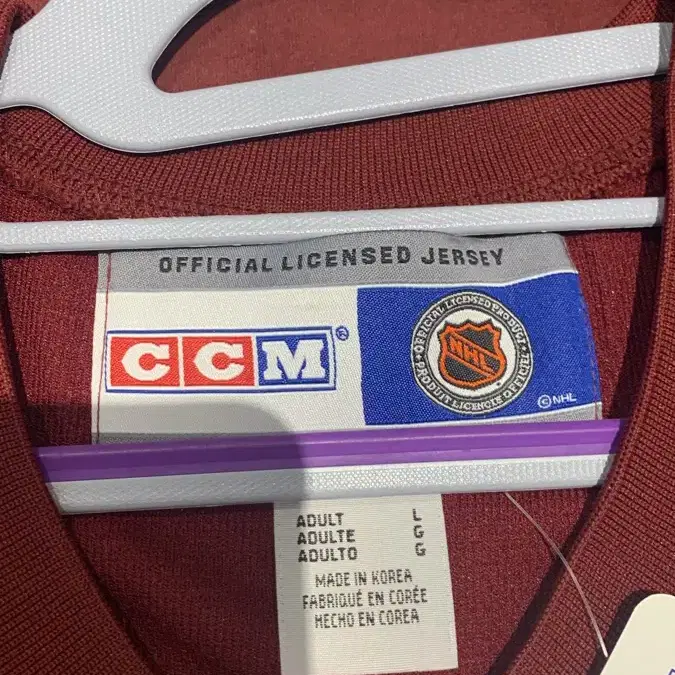 OFFICIAL LICENSED JERSEY
CCM®
OFFICIAL LICENSED PRODUCT
NHL
PRODUIT LICENCIÉ OFFICIEL
©NHL
ADULT L
ADULTE G
ADULTO G
MADE IN KOREA
FABRIQUÉ EN CORÉE
HECHO EN COREA